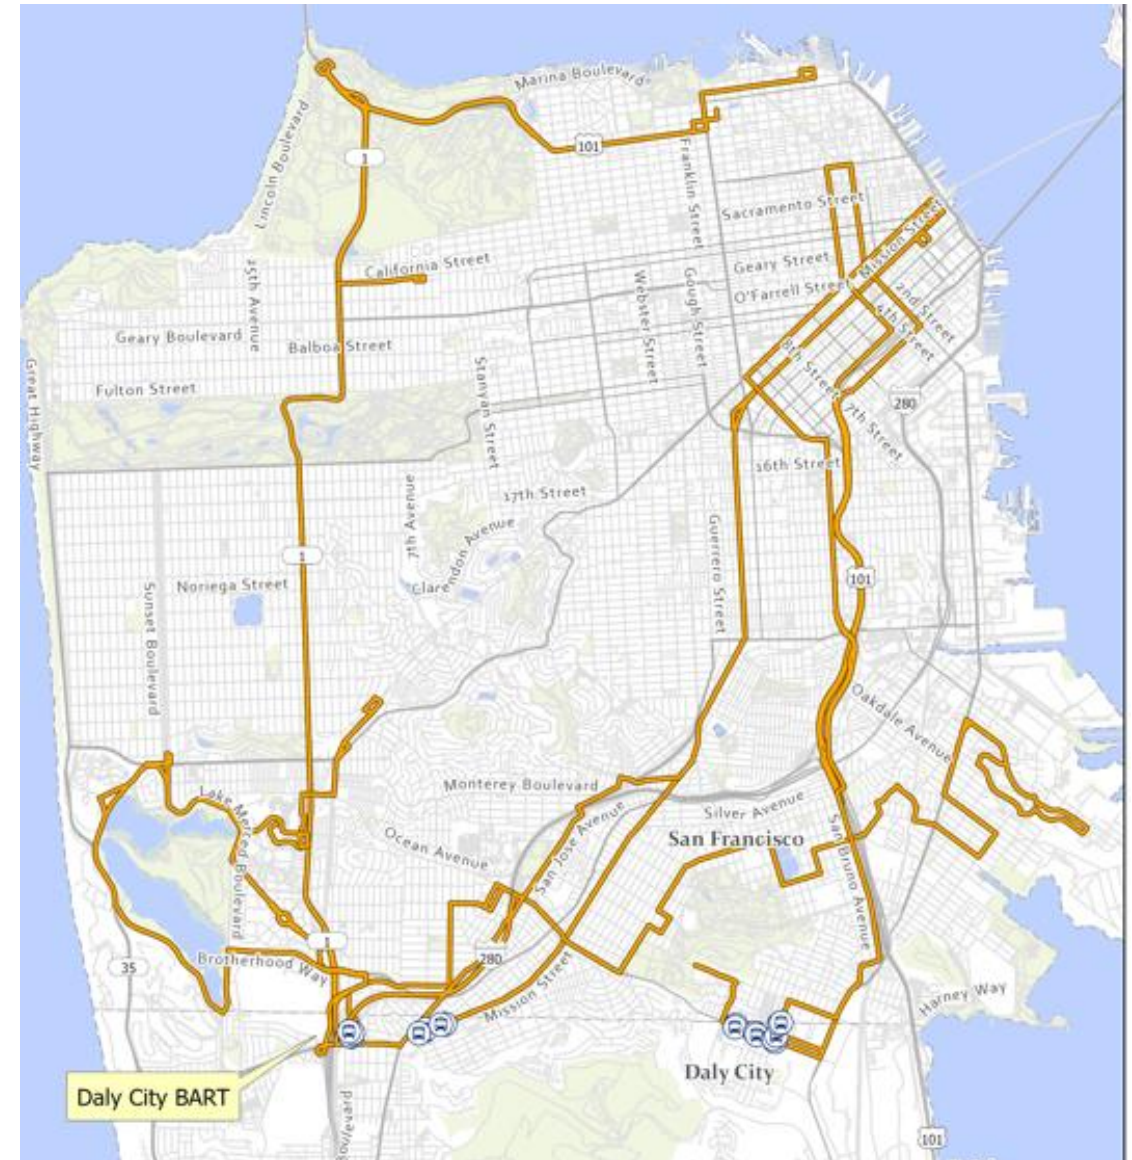 Marina Boulevard
Lincoln Boulevard
101
1
Franklin Street
Sacramento Street
Mission Street
California Street
25th Avenue
Geary Street
O'Farrell Street
Webster Street
Gough Street
2nd Street
4th Street
Geary Boulevard
Balboa Street
8th Street
Fulton Street
Stanyan Street
Great Highway
280
7th Street
16th Street
17th Street
7th Avenue
Clarendon Avenue
Guerrero Street
1
Noriega Street
Sunset Boulevard
101
Oakdale Avenue
Monterey Boulevard
Lake Merced Boulevard
Silver Avenue
San Francisco
Ocean Avenue
San Jose Avenue
San Bruno Avenue
1
280
Brotherhood Way
35
Mission Street
Harney Way
Daly City
Daly City BART
101